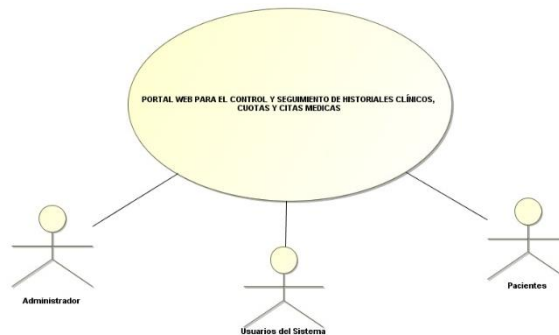 PORTAL WEB PARA EL CONTROL Y SEGUIMIENTO DE HISTORIALES CLÍNICOS,
CUOTAS Y CITAS MEDICAS
Administrador
Pacientes
Usuarios del Sistema